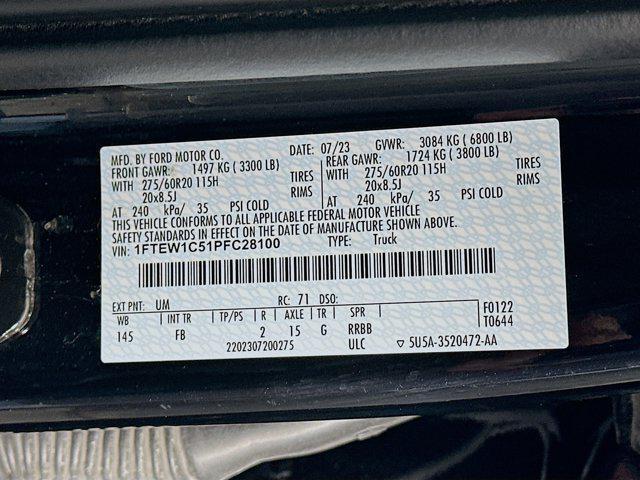 MFD. BY FORD MOTOR CO. DATE: 07/23 GVWR: 3084 KG ( 6800 LB)
FRONT GAWR: 1497 KG ( 3300 LB) REAR GAWR: 1724 KG ( 3800 LB)
WITH 275/60R20 115H TIRES WITH 275/60R20 115H TIRES
20x8.5J RIMS 20x8.5J RIMS
AT 240 kPa/ 35 PSI COLD AT 240 kPa/ 35 PSI COLD
THIS VEHICLE CONFORMS TO ALL APPLICABLE FEDERAL MOTOR VEHICLE
SAFETY STANDARDS IN EFFECT ON THE DATE OF MANUFACTURE SHOWN ABOVE.
VIN: 1FTEW1C51PFC28100 TYPE: Truck
EXT PNT: UM RC: 71 DSO: F0122
WB INT TR TP/PS R AXLE TR SPR T0644
145 FB 2 15 G RRBB
2202307200275 ULC ▽ 5U5A-3520472-AA